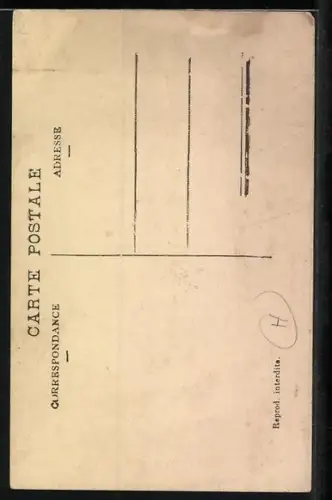 CARTE POSTALE
CORRESPONDANCE
ADRESSE
Reprod. interdite.
H